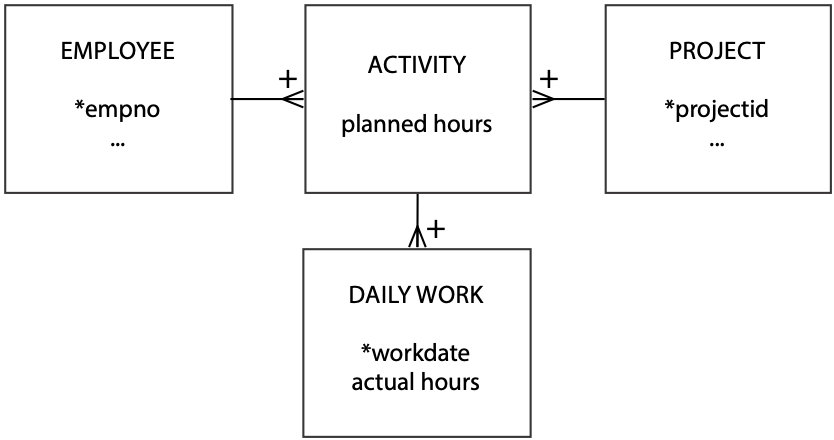 EMPLOYEE
*empno
...
+
ACTIVITY
planned hours
+
PROJECT
*projectid
...
+
DAILY WORK
*workdate
actual hours